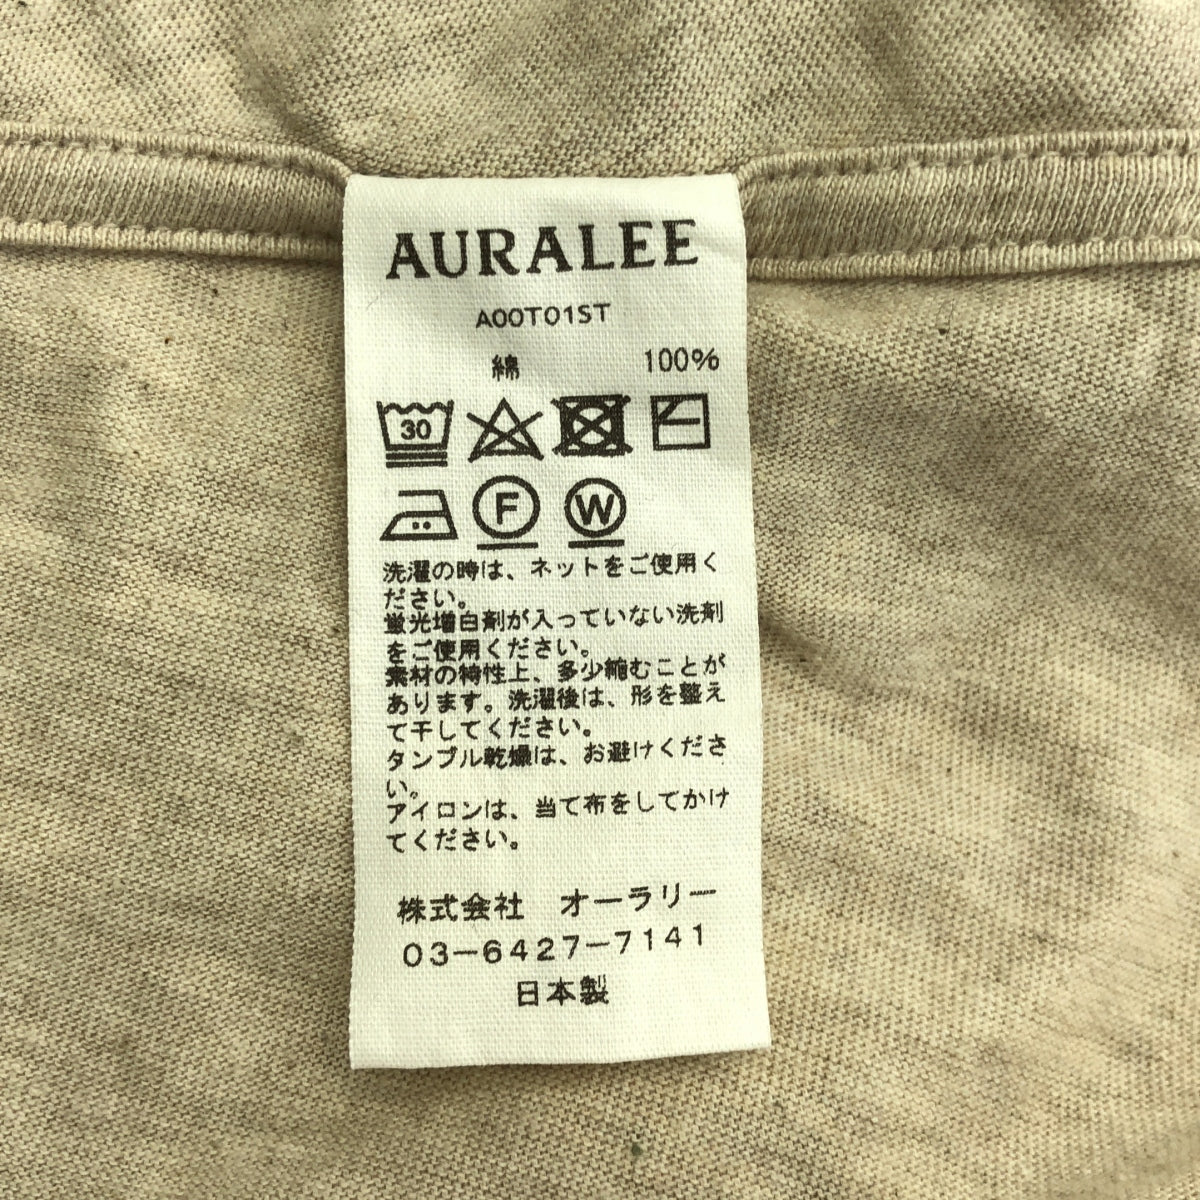 AURALEE
A00T01ST
綿 100%
30
F W
洗濯の時は、ネットをご使用く
ださい。
蛍光増白剤が入っていない洗剤
をご使用ください。
素材の特性上、多少縮むことが
あります。洗濯後は、形を整え
て干してください。
タンブル乾燥は、お避けくださ
い。
アイロンは、当て布をしてかけ
てください。
株式会社 オーラリー
03-6427-7141
日本製